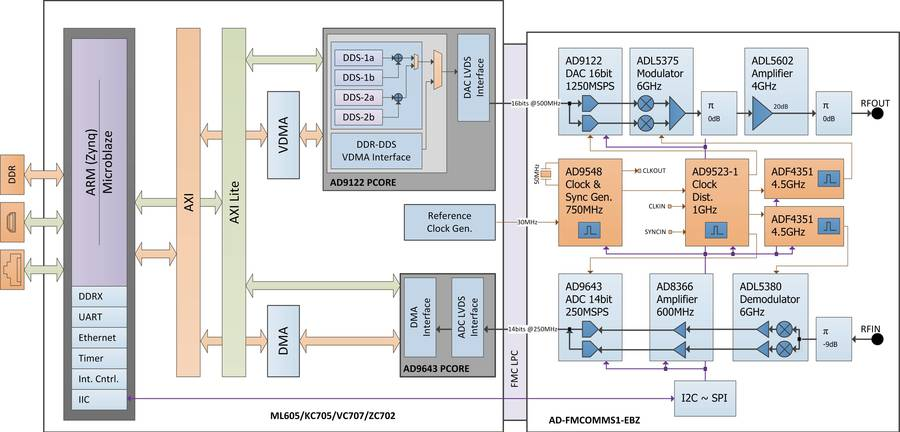 DDR
ARM (Zynq)
Microblaze
DDRX
UART
Ethernet
Timer
Int. Cntrl.
IIC
AXI
AXI Lite
VDMA
DMA
DDS-1a
DDS-1b
DDS-2a
DDS-2b
DDR-DDS
VDMA Interface
DAC LVDS
Interface
AD9122 PCORE
Reference
Clock Gen.
DMA
Interface
ADC LVDS
Interface
AD9643 PCORE
ML605/KC705/VC707/ZC702
FMC LPC
16bits @500MHz
30MHz
14bits @250MHz
AD9122
DAC 16bit
1250MSPS
ADL5375
Modulator
6GHz
π
0dB
ADL5602
Amplifier
4GHz
20dB
π
0dB
RFOUT
50MHz
AD9548
Clock &
Sync Gen.
750MHz
CLKOUT
CLKIN
SYNCIN
AD9523-1
Clock
Dist.
1GHz
ADF4351
4.5GHz
ADF4351
4.5GHz
AD9643
ADC 14bit
250MSPS
AD8366
Amplifier
600MHz
ADL5380
Demodulator
6GHz
π
-9dB
RFIN
I2C ~ SPI
AD-FMCOMMS1-EBZ